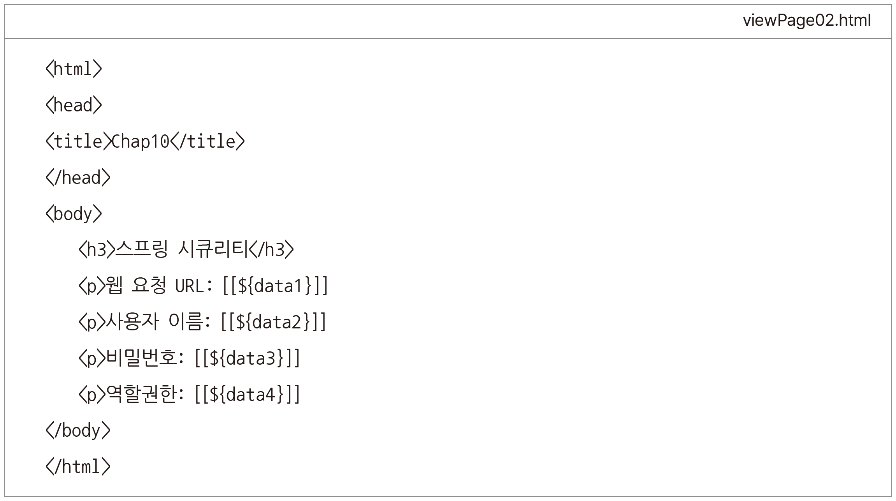 viewPage02.html
<html>
<head>
<title>Chap10</title>
</head>
<body>
<h3>스프링 시큐리티</h3>
<p>웹 요청 URL: [[${data1}]]
<p>사용자 이름: [[${data2}]]
<p>비밀번호: [[${data3}]]
<p>역할권한: [[${data4}]]
</body>
</html>